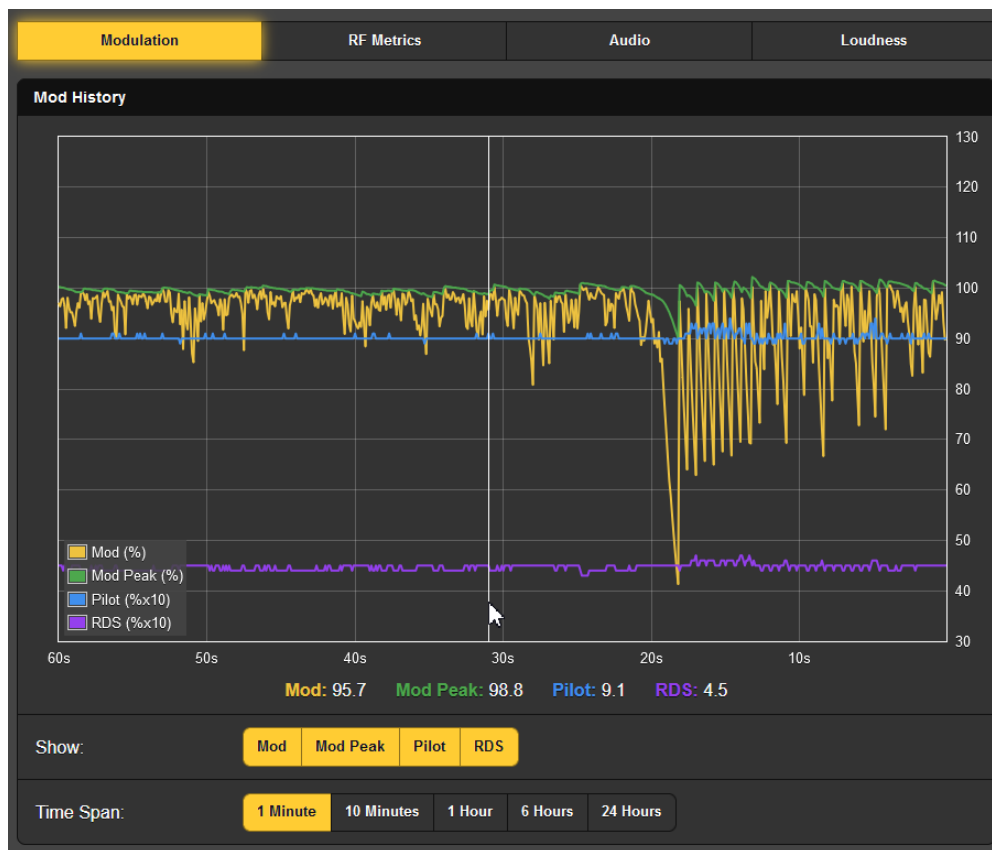 Modulation RF Metrics Audio Loudness
Mod History
130
120
110
100
90
80
70
60
50
40
30
Mod (%)
Mod Peak (%)
Pilot (%x10)
RDS (%x10)
60s 50s 40s 30s 20s 10s
Mod: 95.7 Mod Peak: 98.8 Pilot: 9.1 RDS: 4.5
Show: Mod Mod Peak Pilot RDS
Time Span: 1 Minute 10 Minutes 1 Hour 6 Hours 24 Hours